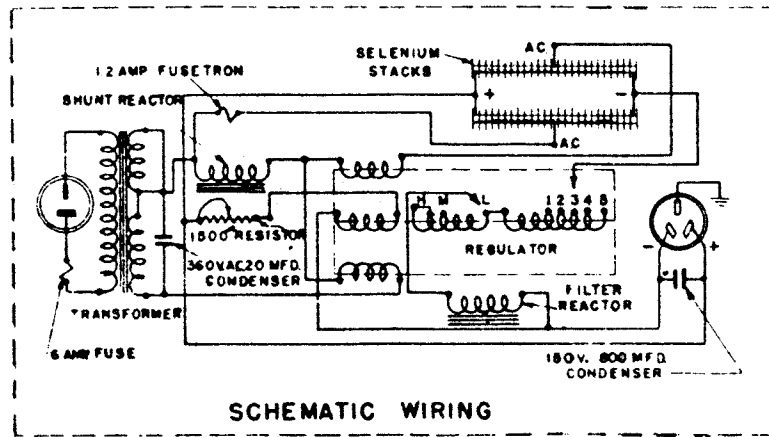 SELENIUM
STACKS
AC
1.2 AMP FUSETRON
SHUNT REACTOR
+
-
AC
H M L
1 2 3 4 5
1500 RESISTOR
REGULATOR
-
+
360V.AC.20 MFD.
CONDENSER
FILTER
REACTOR
TRANSFORMER
6 AMP FUSE
150V. 800 MFD.
CONDENSER
SCHEMATIC WIRING